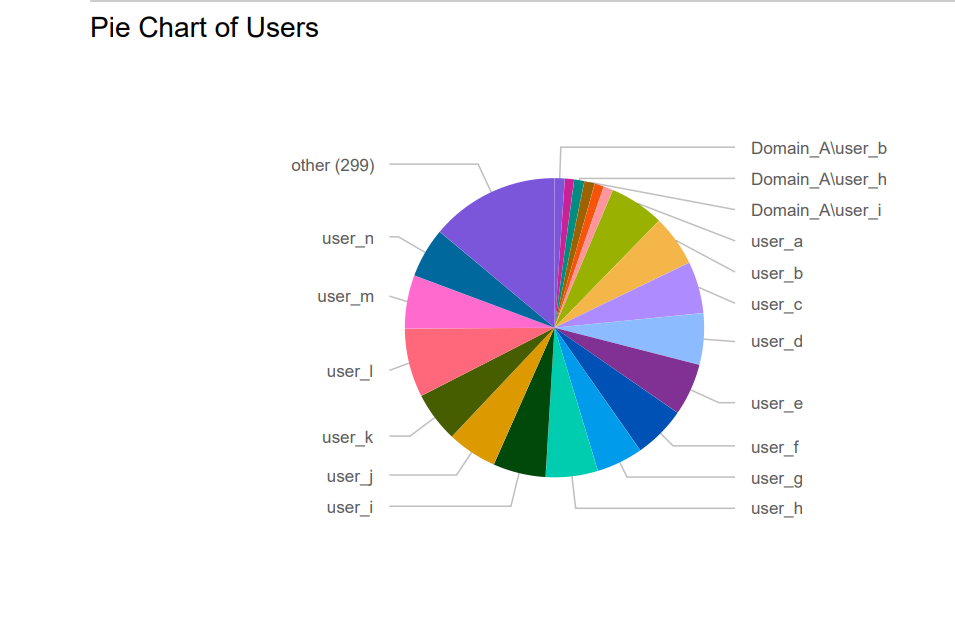 Pie Chart of Users
Domain_A\user_b
other (299)
Domain_A\user_h
Domain_A\user_i
user_n
user_a
user_b
user_m
user_c
user_d
user_l
user_e
user_k
user_f
user_j
user_g
user_i
user_h